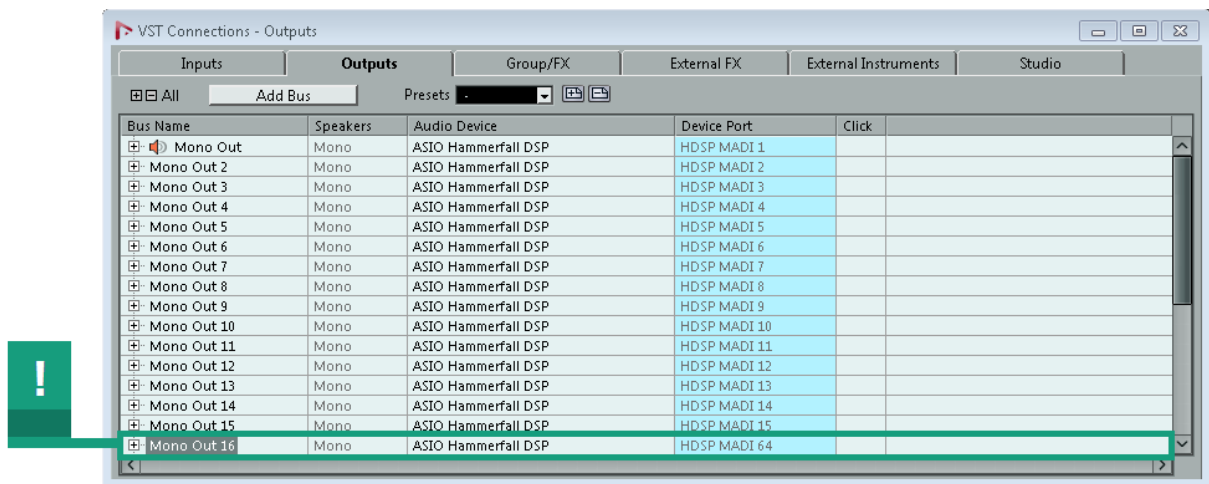 VST Connections - Outputs
Inputs Outputs Group/FX External FX External Instruments Studio
All Add Bus Presets -
Bus Name Speakers Audio Device Device Port Click
Mono Out Mono ASIO Hammerfall DSP HDSP MADI 1
Mono Out 2 Mono ASIO Hammerfall DSP HDSP MADI 2
Mono Out 3 Mono ASIO Hammerfall DSP HDSP MADI 3
Mono Out 4 Mono ASIO Hammerfall DSP HDSP MADI 4
Mono Out 5 Mono ASIO Hammerfall DSP HDSP MADI 5
Mono Out 6 Mono ASIO Hammerfall DSP HDSP MADI 6
Mono Out 7 Mono ASIO Hammerfall DSP HDSP MADI 7
Mono Out 8 Mono ASIO Hammerfall DSP HDSP MADI 8
Mono Out 9 Mono ASIO Hammerfall DSP HDSP MADI 9
Mono Out 10 Mono ASIO Hammerfall DSP HDSP MADI 10
Mono Out 11 Mono ASIO Hammerfall DSP HDSP MADI 11
Mono Out 12 Mono ASIO Hammerfall DSP HDSP MADI 12
Mono Out 13 Mono ASIO Hammerfall DSP HDSP MADI 13
Mono Out 14 Mono ASIO Hammerfall DSP HDSP MADI 14
Mono Out 15 Mono ASIO Hammerfall DSP HDSP MADI 15
Mono Out 16 Mono ASIO Hammerfall DSP HDSP MADI 64
!